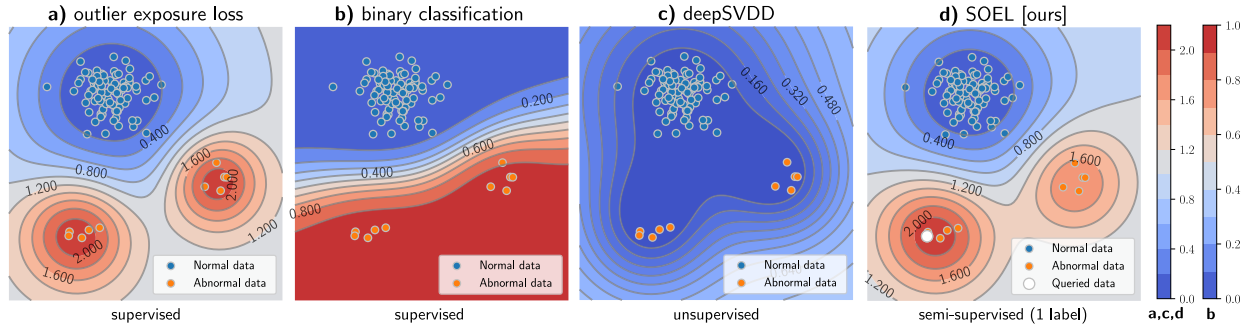 a) outlier exposure loss
0.400
0.800
1.200
1.600
2.000
1.200
2.000
1.600
Normal data
Abnormal data
supervised
b) binary classification
0.200
0.600
0.400
0.800
Normal data
Abnormal data
supervised
c) deepSVDD
0.160
0.320
0.480
Normal data
Abnormal data
unsupervised
d) SOEL [ours]
0.400
0.800
1.600
1.200
2.000
1.600
1.200
Normal data
Abnormal data
Queried data
semi-supervised (1 label)
2.0
1.6
1.2
0.8
0.4
0.0
a,c,d
1.0
0.8
0.6
0.4
0.2
0.0
b